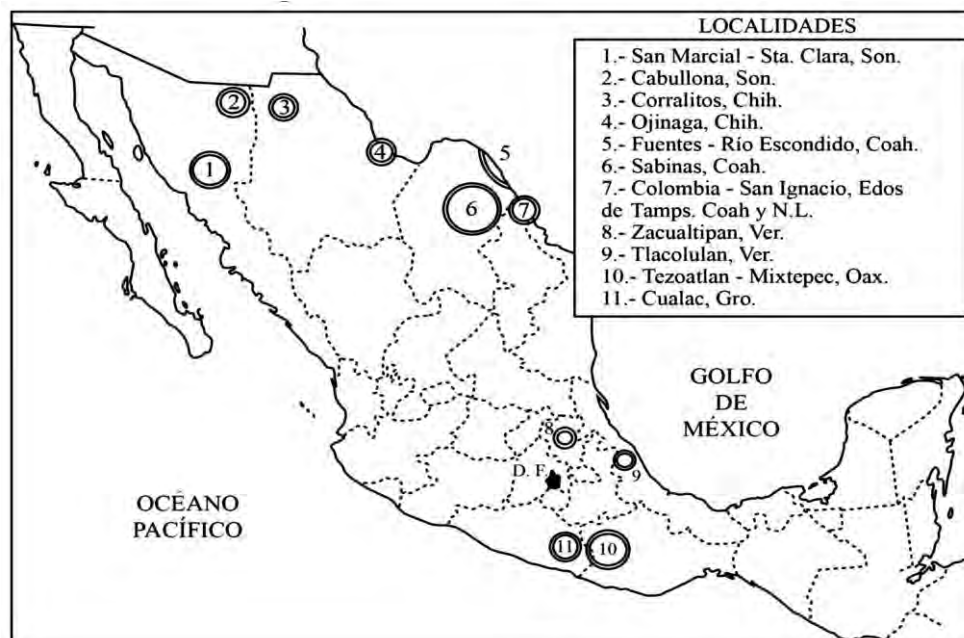 LOCALIDADES
1.- San Marcial - Sta. Clara, Son.
2.- Cabullona, Son.
3.- Corralitos, Chih.
4.- Ojinaga, Chih.
5.- Fuentes - Río Escondido, Coah.
6.- Sabinas, Coah.
7.- Colombia - San Ignacio, Edos
de Tamps. Coah y N.L.
8.- Zacualtipan, Ver.
9.- Tlacolulan, Ver.
10.- Tezoatlan - Mixtepec, Oax.
11.- Cualac, Gro.
2
3
4
5
1
6
7
GOLFO
DE
MÉXICO
8
9
D. F.
OCÉANO
PACÍFICO
11
10